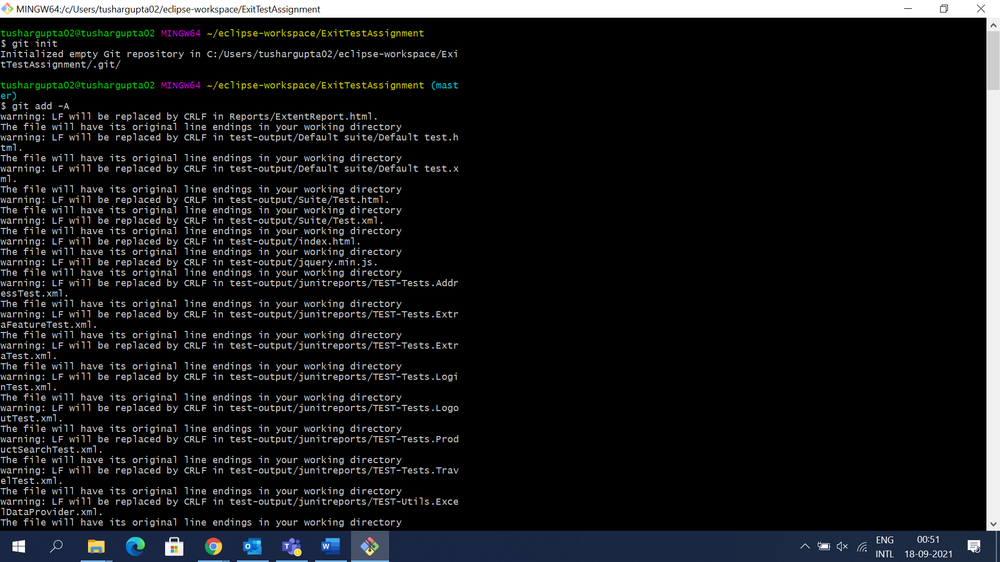 MINGW64:/c/Users/tushargupta02/eclipse-workspace/ExitTestAssignment
tushargupta02@tushargupta02 MINGW64 ~/eclipse-workspace/ExitTestAssignment
$ git init
Initialized empty Git repository in C:/Users/tushargupta02/eclipse-workspace/Exi
tTestAssignment/.git/
tushargupta02@tushargupta02 MINGW64 ~/eclipse-workspace/ExitTestAssignment (mast
er)
$ git add -A
warning: LF will be replaced by CRLF in Reports/ExtentReport.html.
The file will have its original line endings in your working directory
warning: LF will be replaced by CRLF in test-output/Default suite/Default test.h
tml.
The file will have its original line endings in your working directory
warning: LF will be replaced by CRLF in test-output/Default suite/Default test.x
ml.
The file will have its original line endings in your working directory
warning: LF will be replaced by CRLF in test-output/Suite/Test.html.
The file will have its original line endings in your working directory
warning: LF will be replaced by CRLF in test-output/Suite/Test.xml.
The file will have its original line endings in your working directory
warning: LF will be replaced by CRLF in test-output/index.html.
The file will have its original line endings in your working directory
warning: LF will be replaced by CRLF in test-output/jquery.min.js.
The file will have its original line endings in your working directory
warning: LF will be replaced by CRLF in test-output/junitreports/TEST-Tests.Addr
essTest.xml.
The file will have its original line endings in your working directory
warning: LF will be replaced by CRLF in test-output/junitreports/TEST-Tests.Extr
aFeatureTest.xml.
The file will have its original line endings in your working directory
warning: LF will be replaced by CRLF in test-output/junitreports/TEST-Tests.Extr
aTest.xml.
The file will have its original line endings in your working directory
warning: LF will be replaced by CRLF in test-output/junitreports/TEST-Tests.Logi
nTest.xml.
The file will have its original line endings in your working directory
warning: LF will be replaced by CRLF in test-output/junitreports/TEST-Tests.Logo
utTest.xml.
The file will have its original line endings in your working directory
warning: LF will be replaced by CRLF in test-output/junitreports/TEST-Tests.Prod
uctSearchTest.xml.
The file will have its original line endings in your working directory
warning: LF will be replaced by CRLF in test-output/junitreports/TEST-Tests.Trav
elTest.xml.
The file will have its original line endings in your working directory
warning: LF will be replaced by CRLF in test-output/junitreports/TEST-Utils.Exce
lDataProvider.xml.
The file will have its original line endings in your working directory
ENG
INTL
00:51
18-09-2021